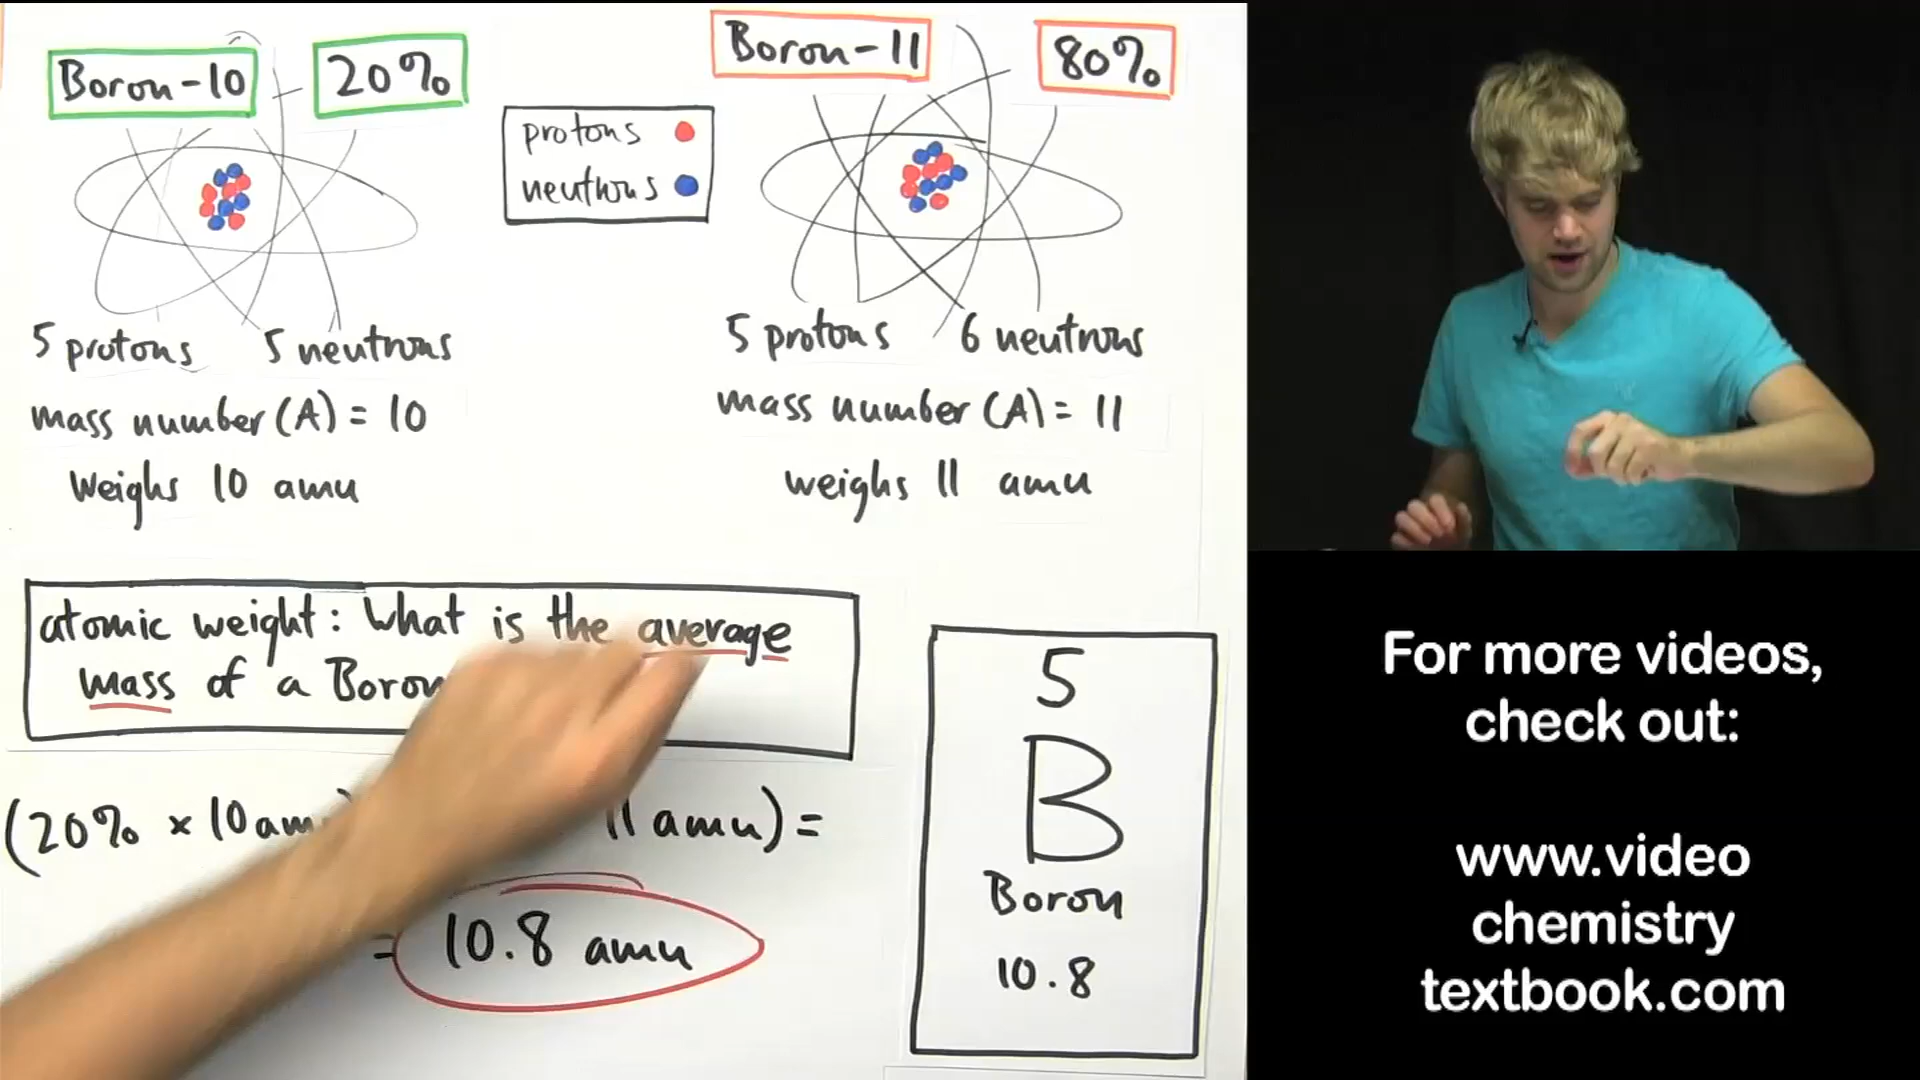 Boron-10
20%
Boron-11
80%
protons
neutrons
5 protons 5 neutrons
mass number (A) = 10
weighs 10 amu
5 protons 6 neutrons
mass number (A) = 11
weighs 11 amu
atomic weight: What is the average
mass of a Boron
(20% × 10 amu 11 amu) =
= 10.8 amu
5
B
Boron
10.8
For more videos,
check out:
www.video
chemistry
textbook.com